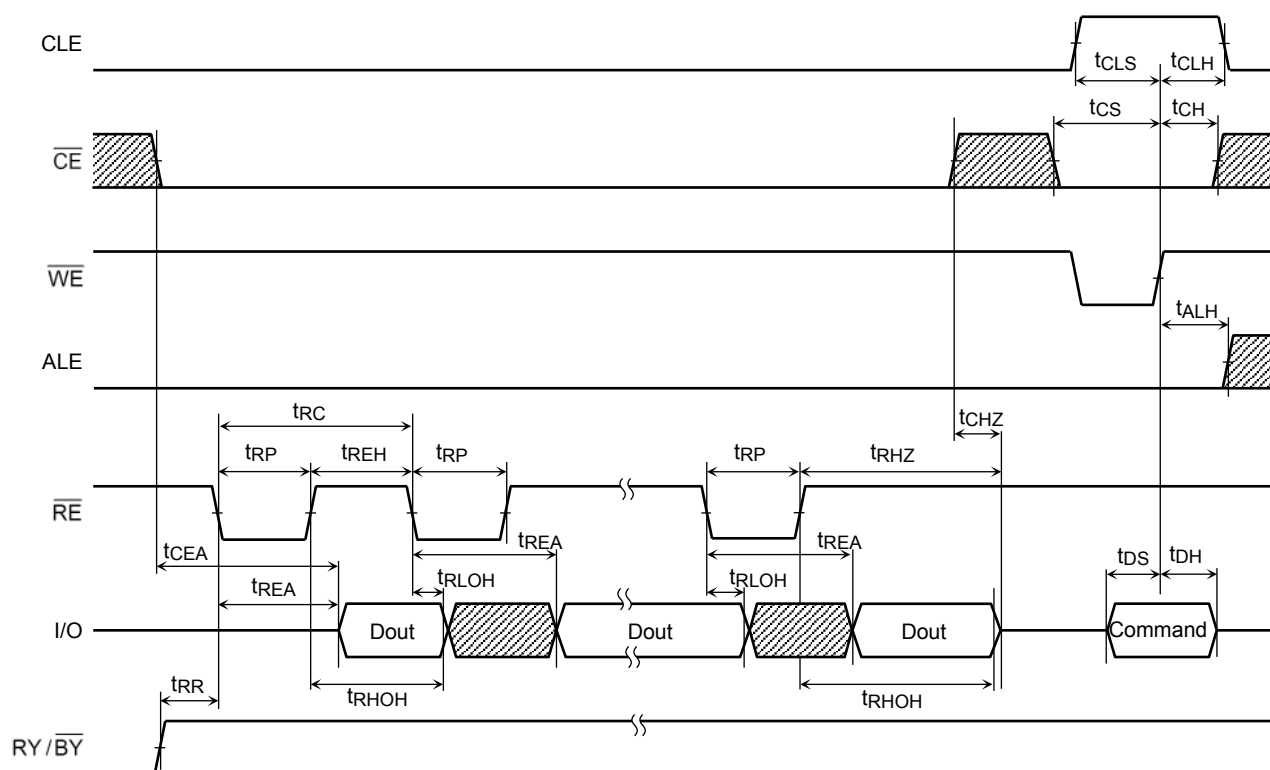 CLE
tCLS
tCLH
tCS
tCH
CE
WE
tALH
ALE
tRC
tCHZ
tRP
tREH
tRP
tRP
tRHZ
RE
tCEA
tREA
tREA
tDS
tDH
tREA
tRLOH
tRLOH
I/O
Dout
Dout
Dout
Command
tRR
tRHOH
tRHOH
RY/BY